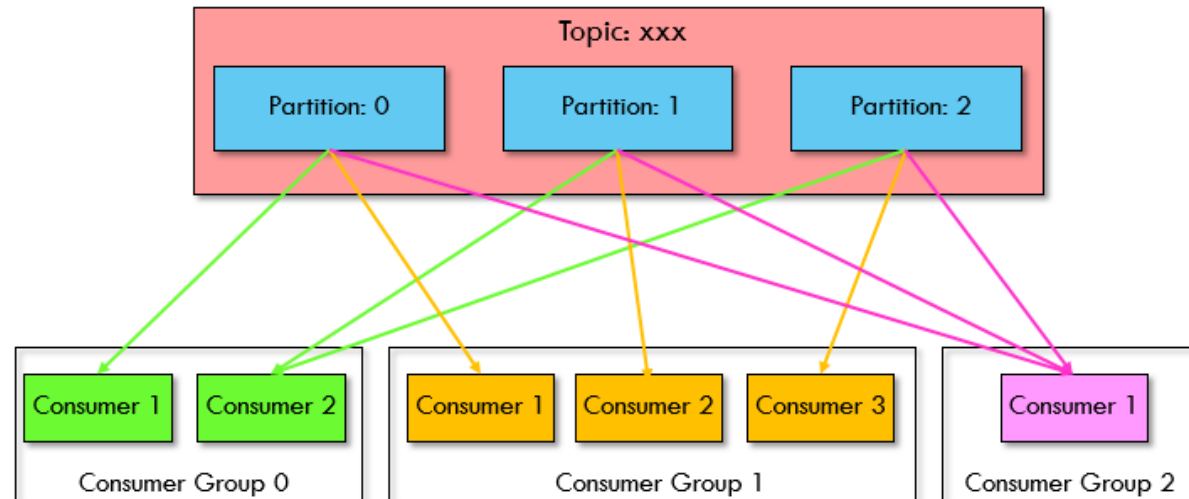 Topic: xxx
Partition: 0
Partition: 1
Partition: 2
Consumer 1
Consumer 2
Consumer 1
Consumer 2
Consumer 3
Consumer 1
Consumer Group 0
Consumer Group 1
Consumer Group 2